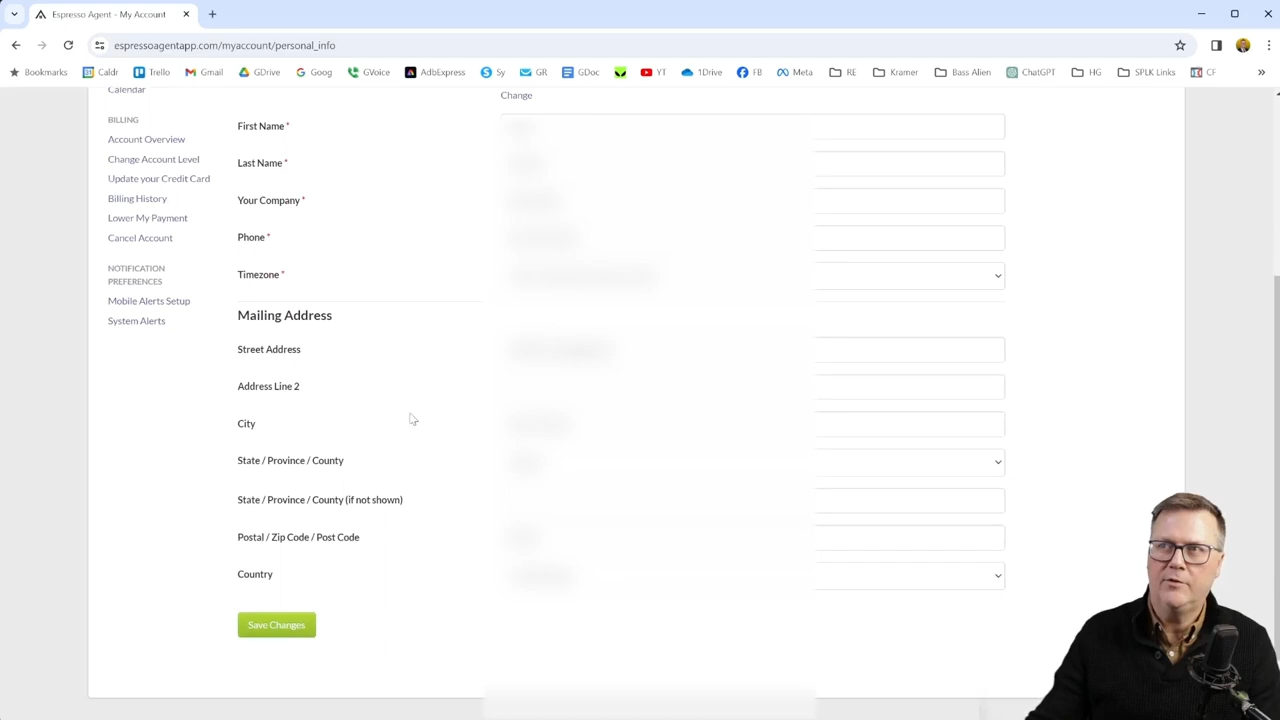 Espresso Agent - My Account
espressoagentapp.com/myaccount/personal_info
Bookmarks Caldr Trello Gmail GDrive Goog GVoice AdbExpress Sy GR GDoc YT 1Drive FB Meta RE Kramer Bass Alien ChatGPT HG SPLK Links CF
Calendar
BILLING
Account Overview
Change Account Level
Update your Credit Card
Billing History
Lower My Payment
Cancel Account
NOTIFICATION
PREFERENCES
Mobile Alerts Setup
System Alerts
Change
First Name *
Last Name *
Your Company *
Phone *
Timezone *
Mailing Address
Street Address
Address Line 2
City
State / Province / County
State / Province / County (if not shown)
Postal / Zip Code / Post Code
Country
Save Changes